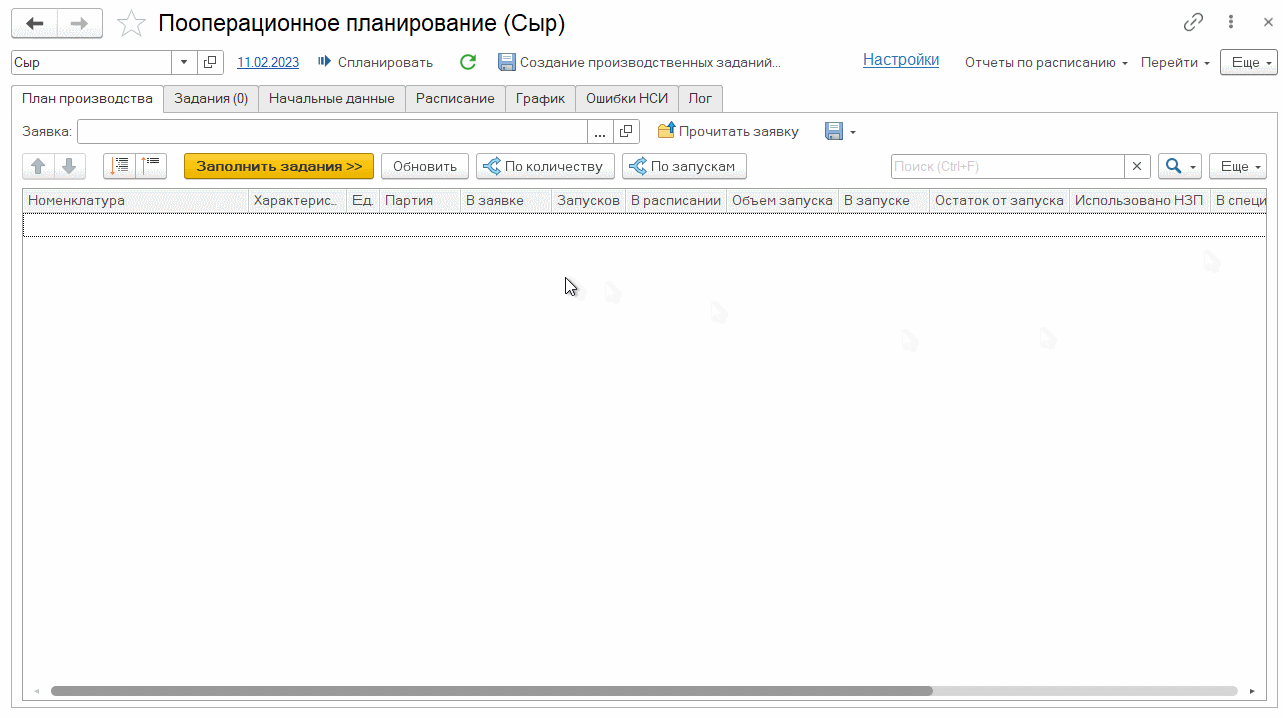 Пооперационное планирование (Сыр)
Сыр 11.02.2023 Спланировать Создание производственных заданий... Настройки Отчеты по расписанию Перейти Еще
План производства Задания (0) Начальные данные Расписание График Ошибки НСИ Лог
Заявка: ... Прочитать заявку
Заполнить задания >> Обновить По количеству По запускам Поиск (Ctrl+F) × Еще
Номенклатура Характерис... Ед. Партия В заявке Запусков В расписании Объем запуска В запуске Остаток от запуска Использовано НЗП В специ